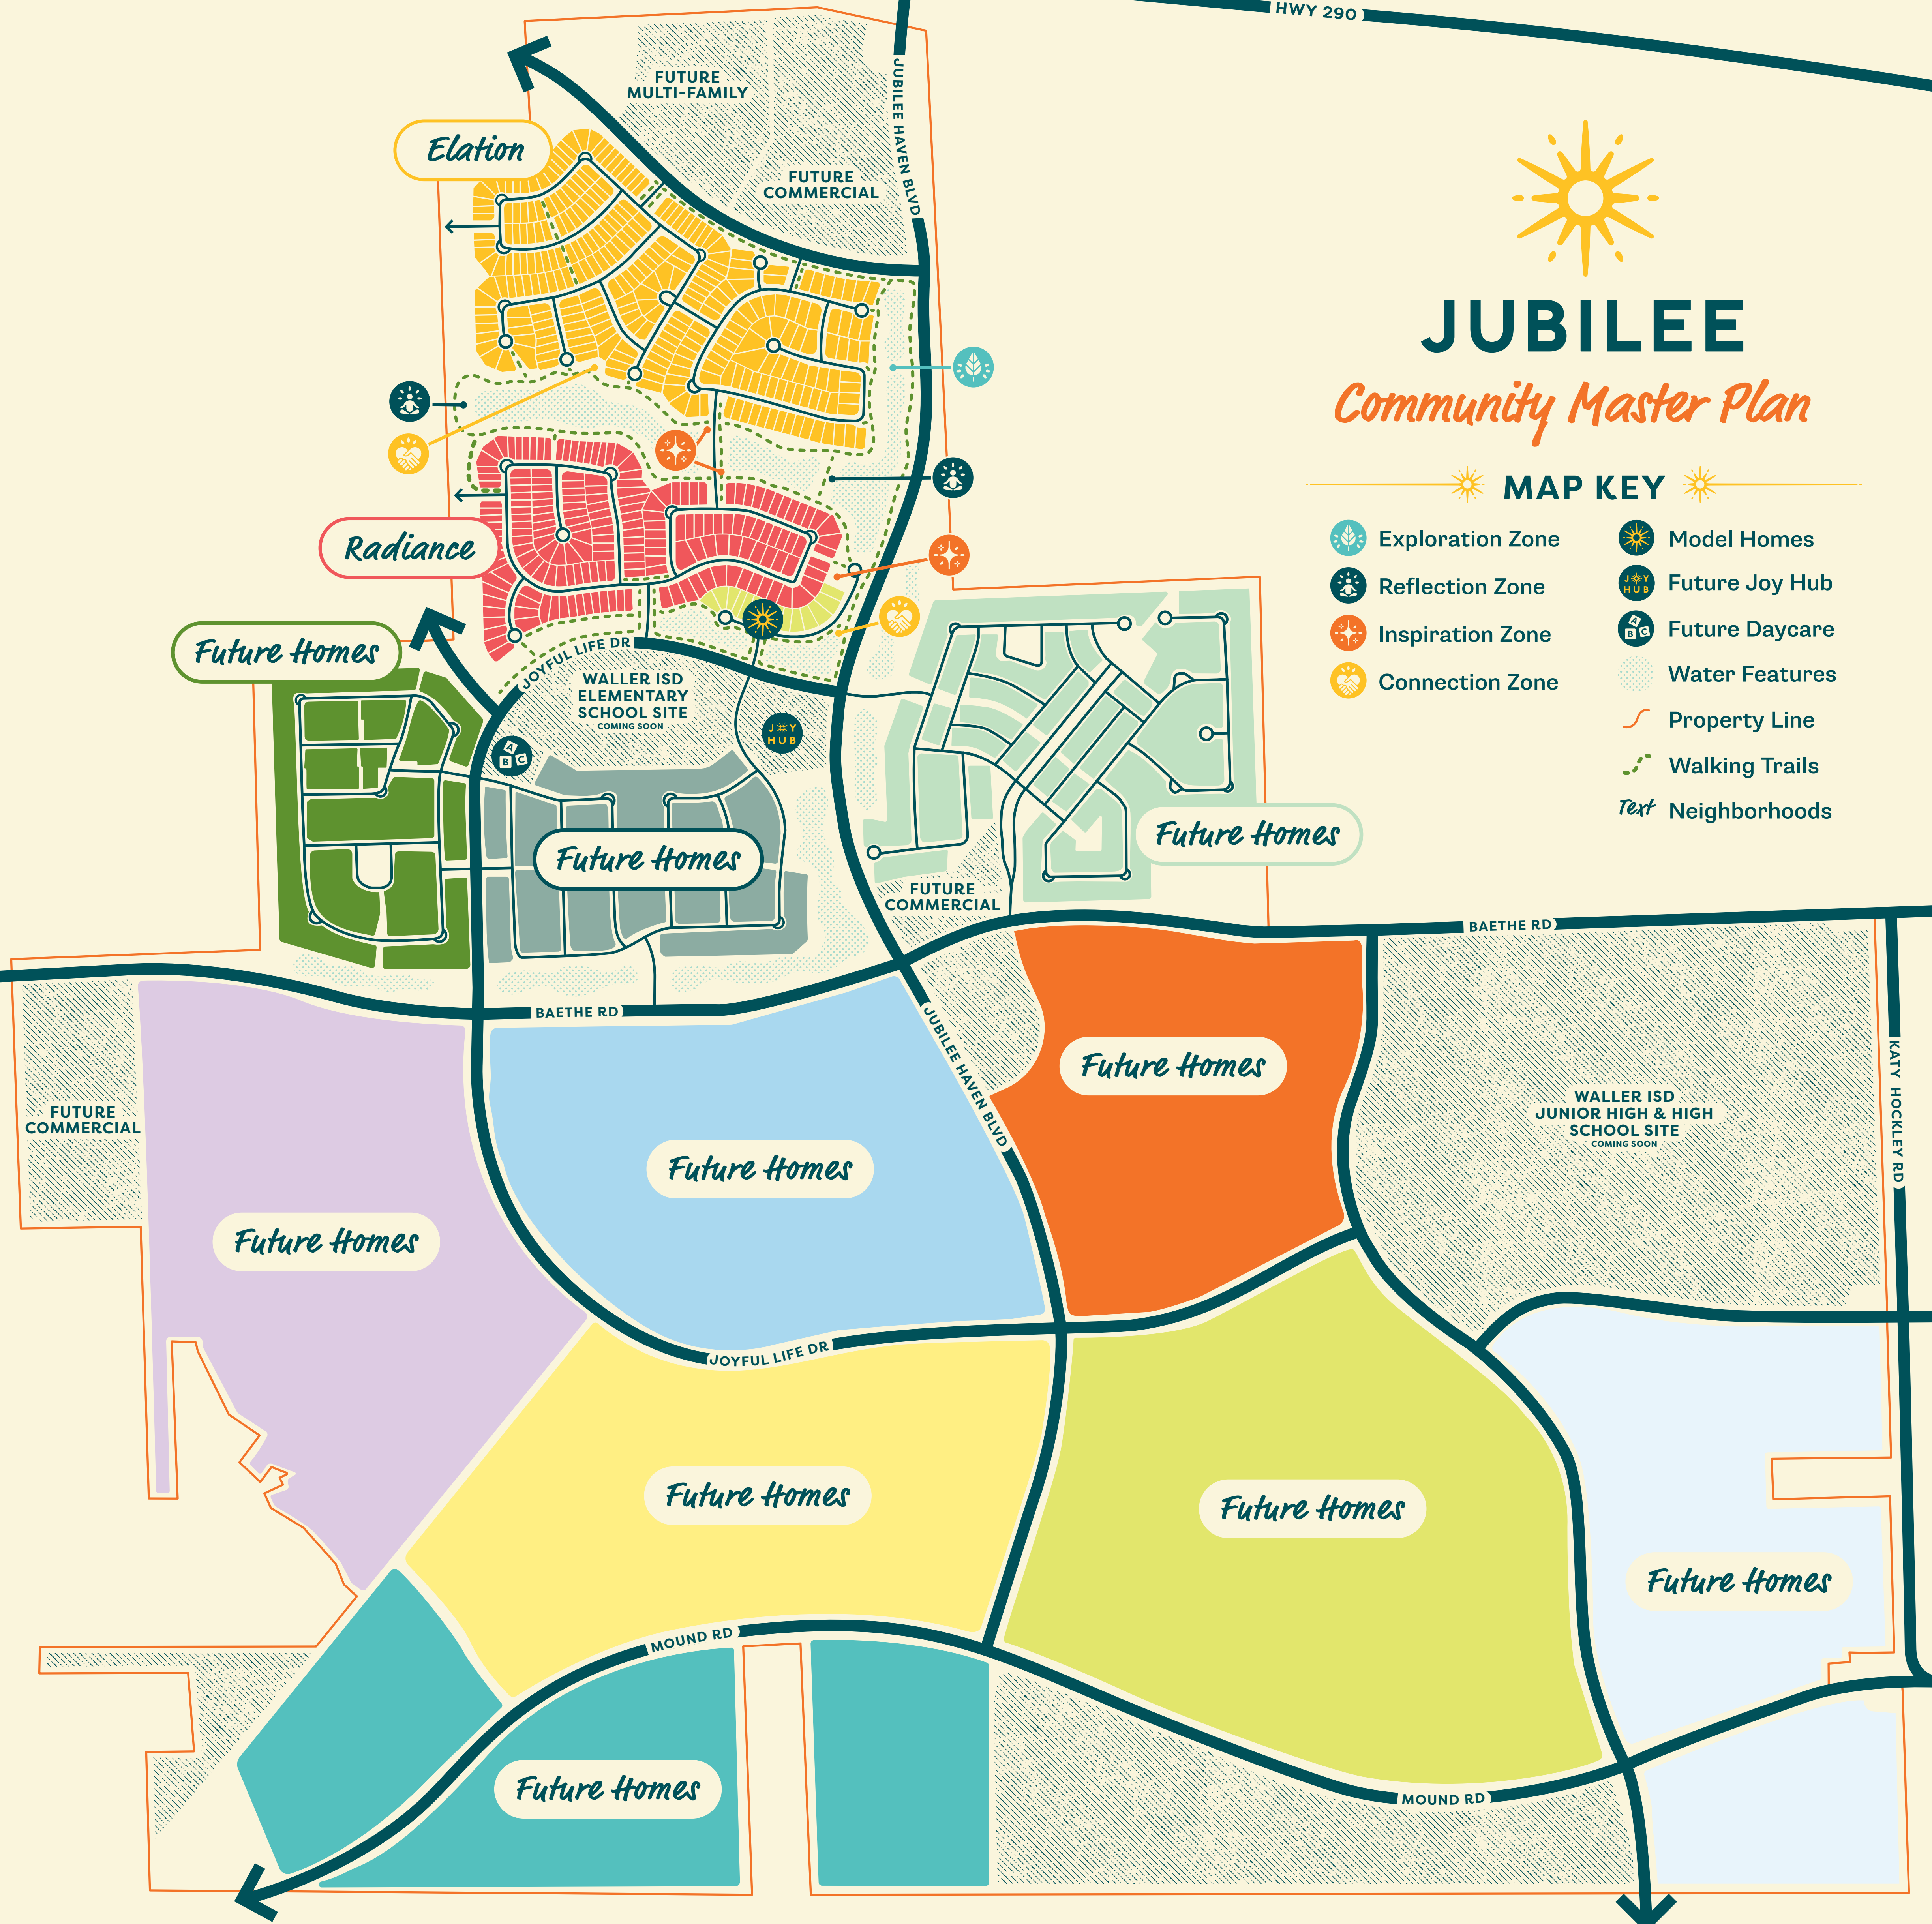 HWY 290
FUTURE
MULTI-FAMILY
JUBILEE HAVEN BLVD
Elation
FUTURE
COMMERCIAL
JUBILEE
Community Master Plan
MAP KEY
Exploration Zone
Reflection Zone
Inspiration Zone
Connection Zone
Model Homes
JOY
HUB
Future Joy Hub
A
B C
Future Daycare
Water Features
Property Line
Walking Trails
Text
Neighborhoods
Radiance
Future Homes
JOYFUL LIFE DR
WALLER ISD
ELEMENTARY
SCHOOL SITE
COMING SOON
JOY
HUB
A
B C
Future Homes
Future Homes
FUTURE
COMMERCIAL
BAETHE RD
BAETHE RD
JUBILEE HAVEN BLVD
KATY HOCKLEY RD
Future Homes
FUTURE
COMMERCIAL
WALLER ISD
JUNIOR HIGH & HIGH
SCHOOL SITE
COMING SOON
Future Homes
Future Homes
JOYFUL LIFE DR
Future Homes
Future Homes
Future Homes
MOUND RD
Future Homes
MOUND RD